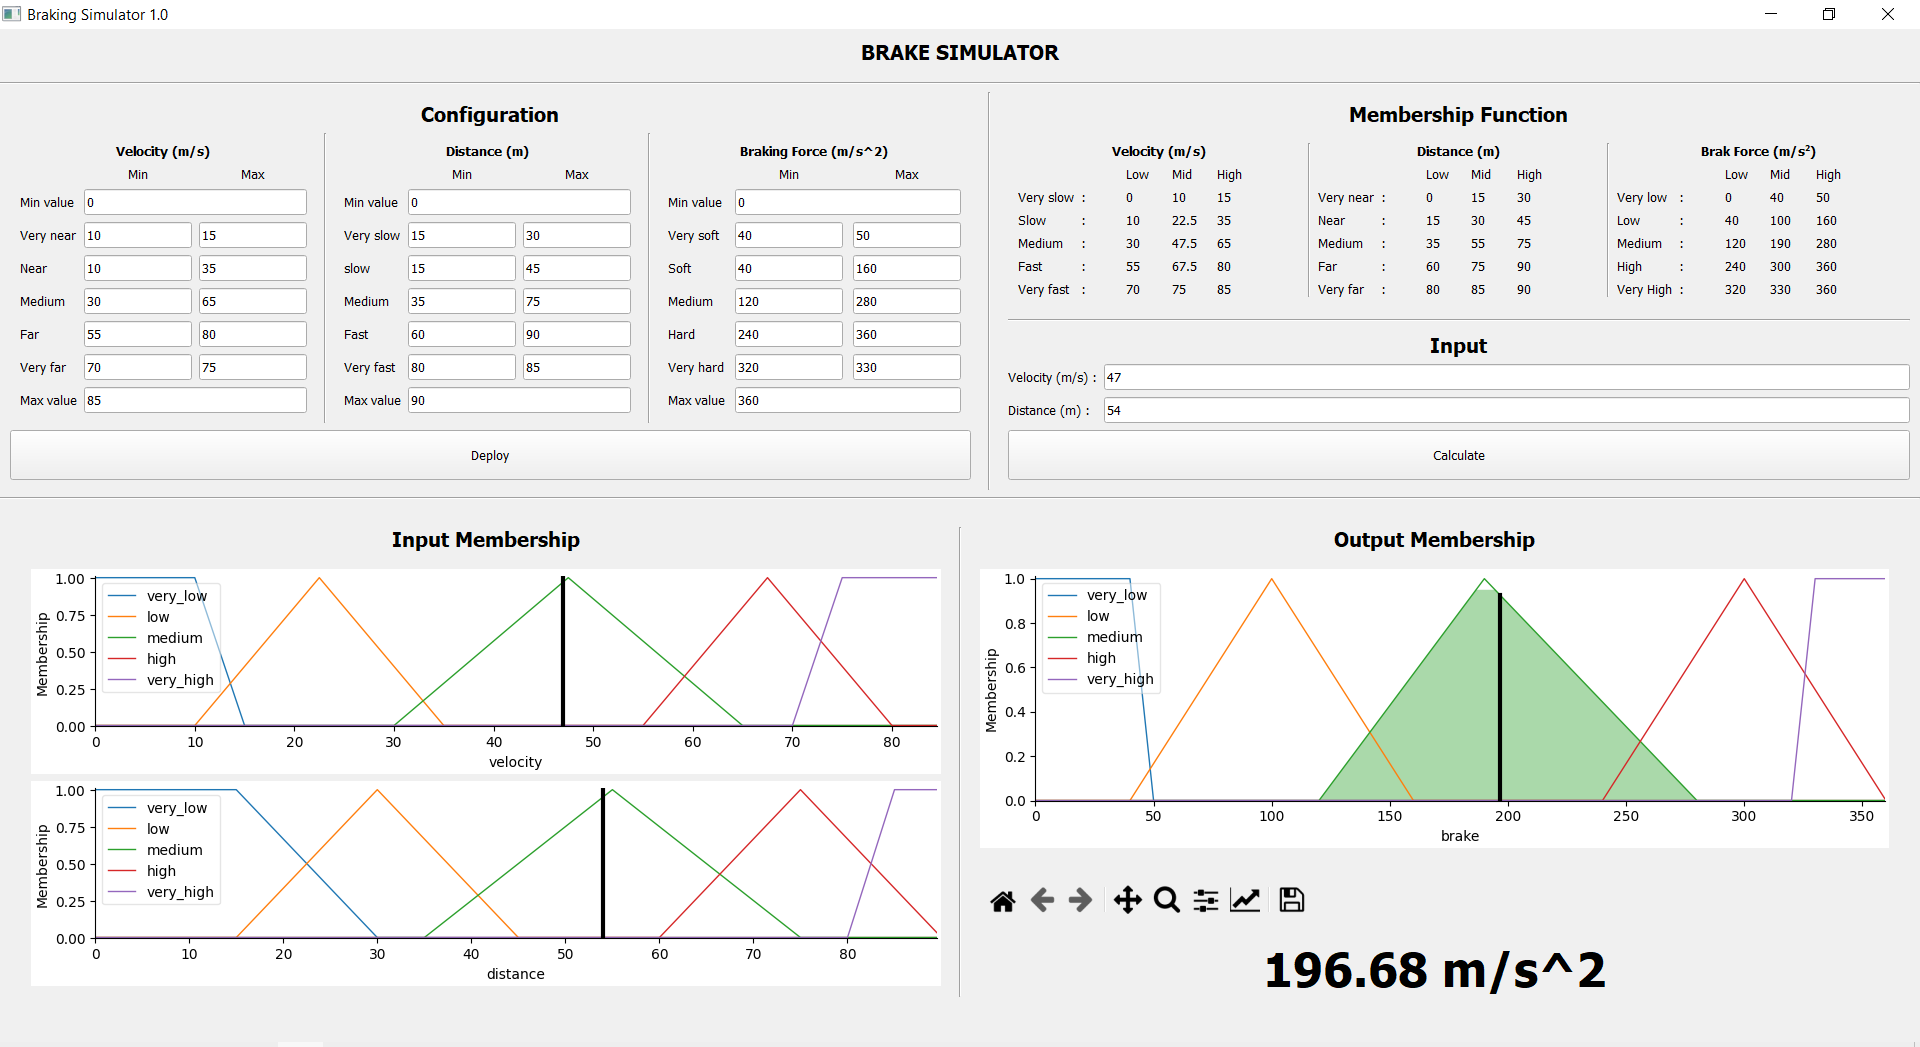 Braking Simulator 1.0
BRAKE SIMULATOR
Configuration
Velocity (m/s)
Min Max
Min value 0
Very near 10 15
Near 10 35
Medium 30 65
Far 55 80
Very far 70 75
Max value 85
Distance (m)
Min Max
Min value 0
Very slow 15 30
slow 15 45
Medium 35 75
Fast 60 90
Very fast 80 85
Max value 90
Braking Force (m/s^2)
Min Max
Min value 0
Very soft 40 50
Soft 40 160
Medium 120 280
Hard 240 360
Very hard 320 330
Max value 360
Deploy
Membership Function
Velocity (m/s)
Low Mid High
Very slow : 0 10 15
Slow : 10 22.5 35
Medium : 30 47.5 65
Fast : 55 67.5 80
Very fast : 70 75 85
Distance (m)
Low Mid High
Very near : 0 15 30
Near : 15 30 45
Medium : 35 55 75
Far : 60 75 90
Very far : 80 85 90
Brak Force (m/s²)
Low Mid High
Very low : 0 40 50
Low : 40 100 160
Medium : 120 190 280
High : 240 300 360
Very High : 320 330 360
Input
Velocity (m/s) : 47
Distance (m) : 54
Calculate
Input Membership
Membership
1.00
0.75
0.50
0.25
0.00
very_low
low
medium
high
very_high
0 10 20 30 40 50 60 70 80
velocity
Membership
1.00
0.75
0.50
0.25
0.00
very_low
low
medium
high
very_high
0 10 20 30 40 50 60 70 80
distance
Output Membership
Membership
1.0
0.8
0.6
0.4
0.2
0.0
very_low
low
medium
high
very_high
0 50 100 150 200 250 300 350
brake
196.68 m/s^2